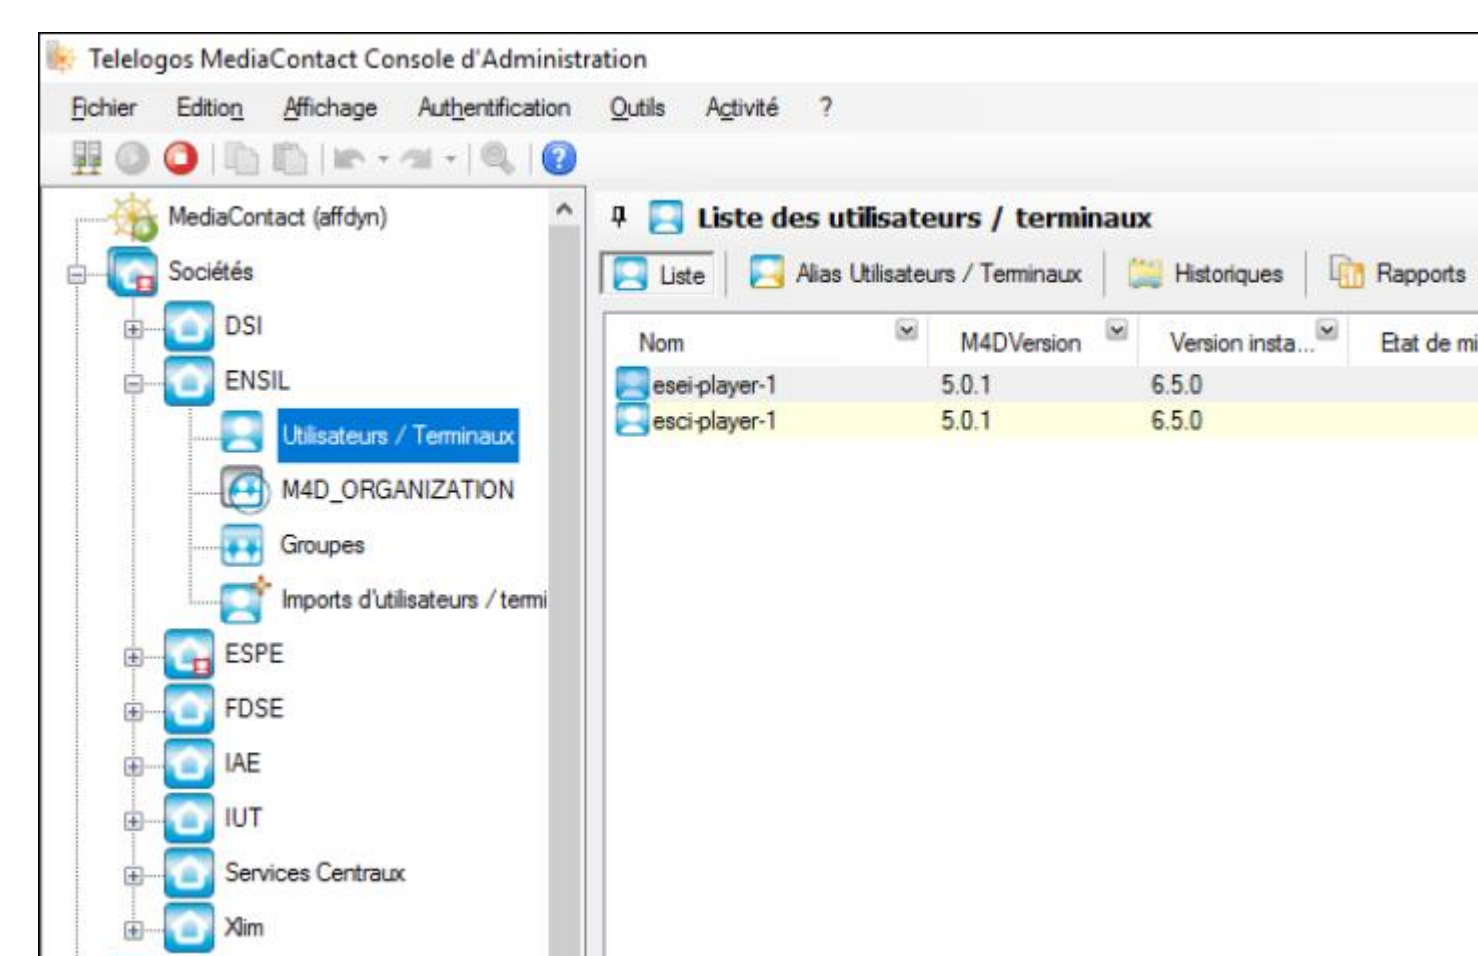 Telelogos MediaContact Console d'Administration
Fichier Edition Affichage Authentification Outils Activité ?
MediaContact (affdyn)
Sociétés
DSI
ENSIL
Utilisateurs / Terminaux
M4D_ORGANIZATION
Groupes
Imports d'utilisateurs / termi
ESPE
FDSE
IAE
IUT
Services Centraux
Xlim
Liste des utilisateurs / terminaux
Liste Alias Utilisateurs / Terminaux Historiques Rapports
Nom M4DVersion Version insta... Etat de mi
esei-player-1 5.0.1 6.5.0
esci-player-1 5.0.1 6.5.0